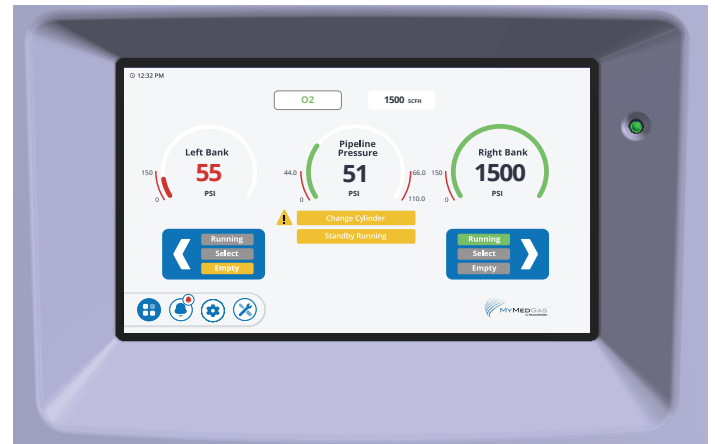 12:32 PM
O2
1500 SCFH
Left Bank
55
PSI
150
0
Pipeline
Pressure
51
PSI
44.0
0
66.0
110.0
Right Bank
1500
PSI
150
0
Change Cylinder
Standby Running
Running
Select
Empty
Running
Select
Empty
MYMEDGAS